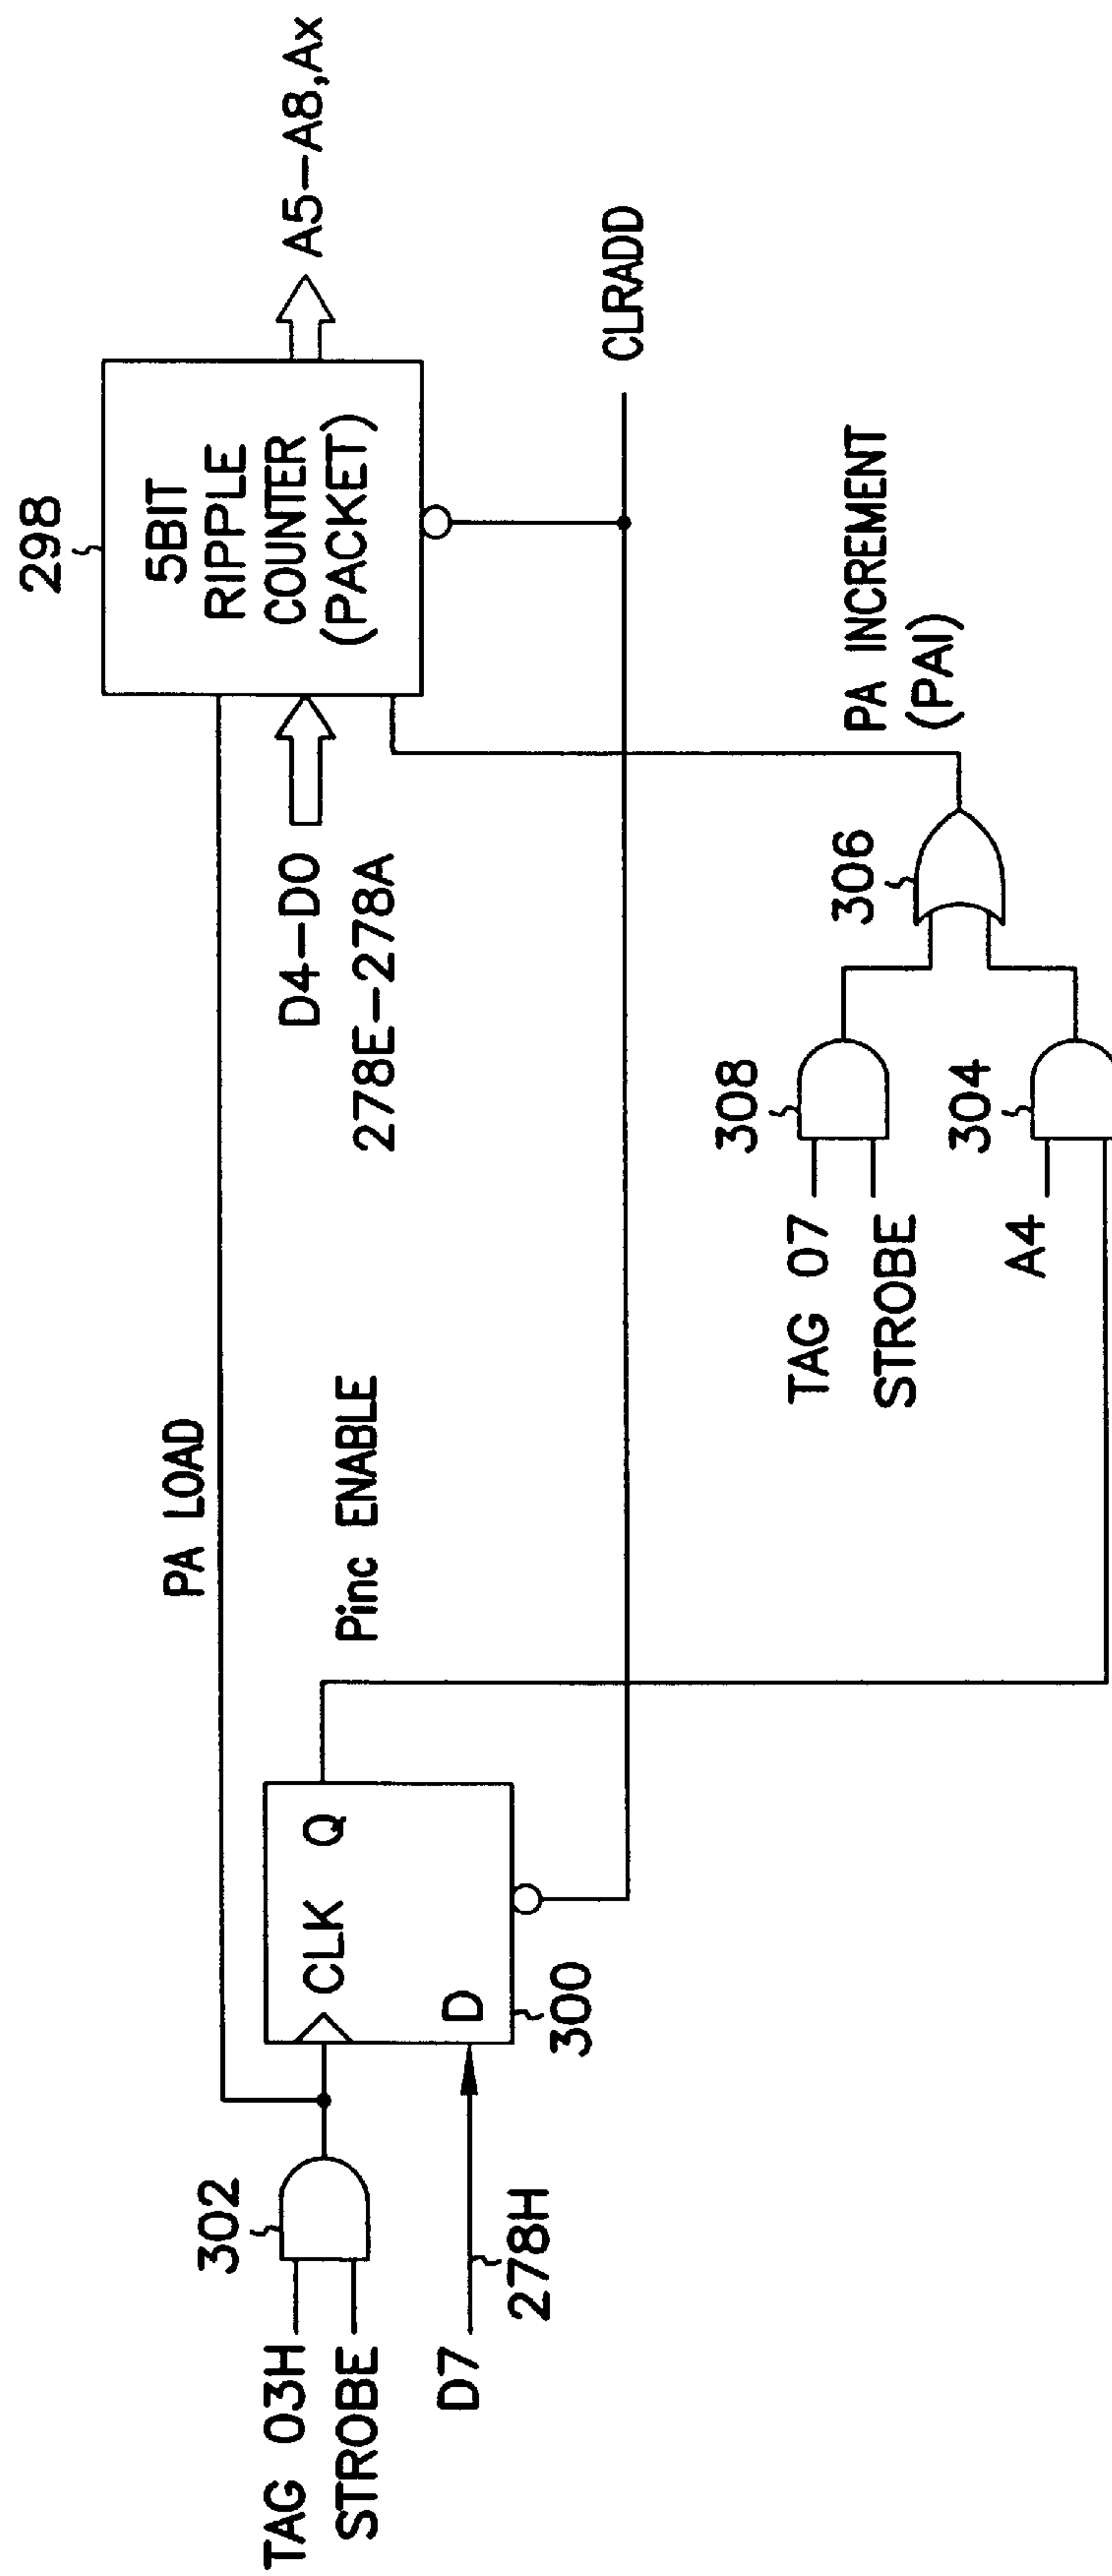 298
5BIT
RIPPLE
COUNTER
(PACKET)
A5-A8,Ax
PA LOAD
D4-D0
278E-278A
CLRADD
Pinc ENABLE
302
TAG 03H
STROBE
CLK Q
D
300
D7
278H
PA INCREMENT
(PAI)
306
308
TAG 07
STROBE
304
A4